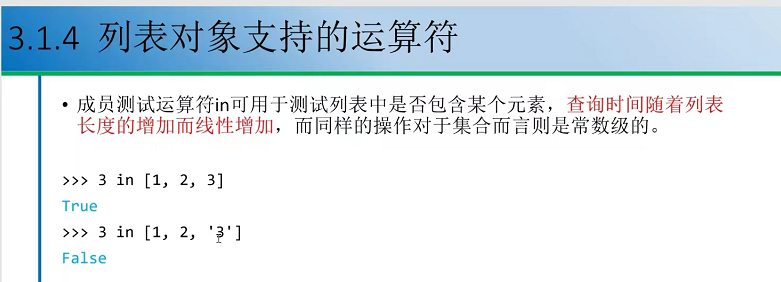 3.1.4 列表对象支持的运算符
• 成员测试运算符in可用于测试列表中是否包含某个元素，查询时间随着列表
长度的增加而线性增加，而同样的操作对于集合而言则是常数级的。
>>> 3 in [1, 2, 3]
True
>>> 3 in [1, 2, '3']
False